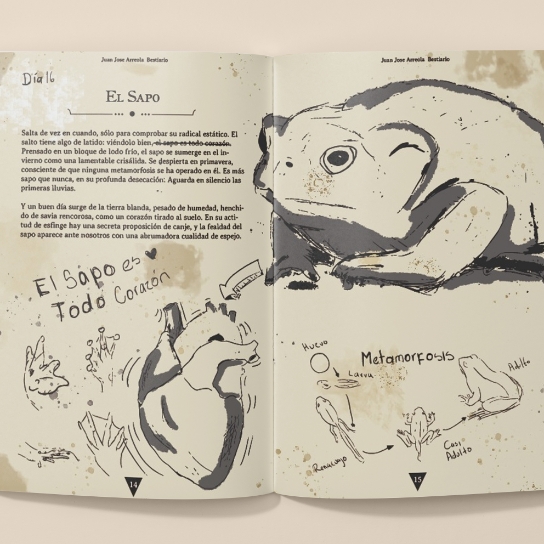 Juan Jose Arreola Bestiario
Día 16
El Sapo
Salta de vez en cuando, sólo para comprobar su radical estático. El
salto tiene algo de latido: viéndolo bien, el sapo es todo corazón.
Prensado en un bloque de lodo frío, el sapo se sumerge en el in-
vierno como una lamentable crisálida. Se despierta en primavera,
consciente de que ninguna metamorfosis se ha operado en él. Es más
sapo que nunca, en su profunda desecación: Aguarda en silencio las
primeras lluvias.
Y un buen día surge de la tierra blanda, pesado de humedad, henchi-
do de savia rencorosa, como un corazón tirado al suelo. En su acti-
tud de esfinge hay una secreta proposición de canje, y la fealdad del
sapo aparece ante nosotros con una abrumadora cualidad de espejo.
El Sapo es
Todo Corazón
14
Juan Jose Arreola Bestiario
Huevo
Metamorfosis
Larva
Adulto
Renacuajo
Casi
Adulto
15